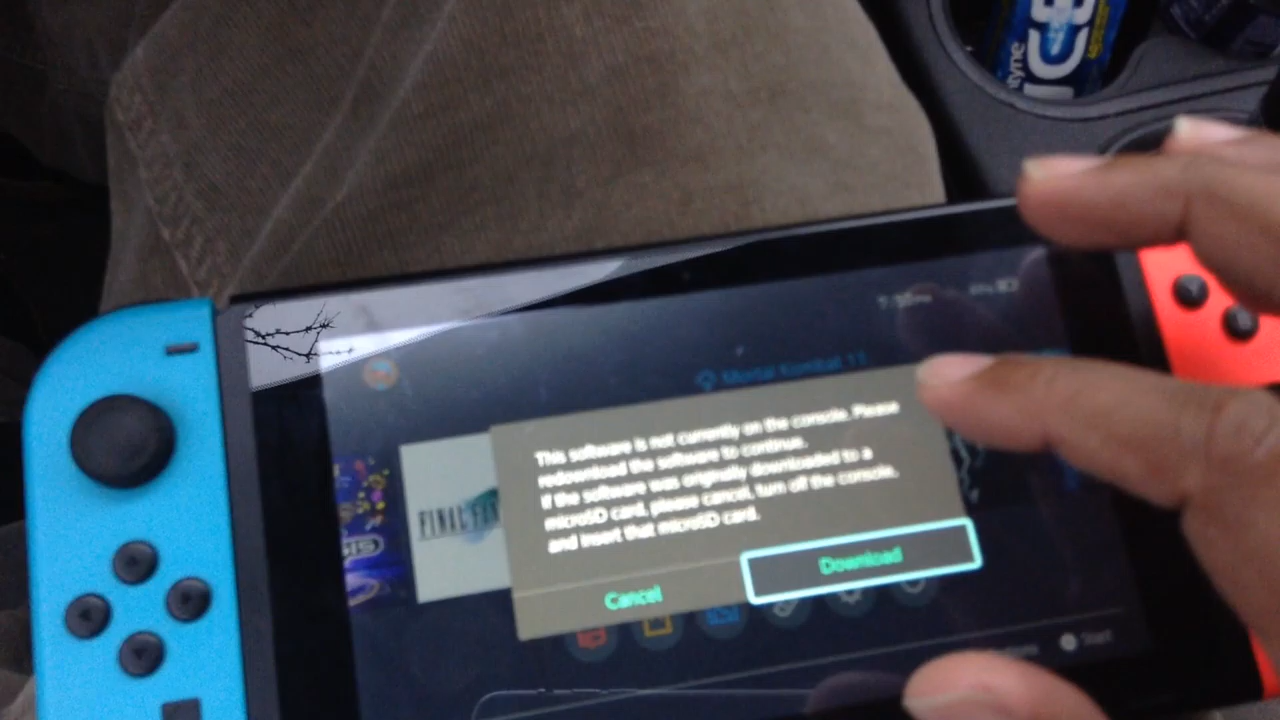 ICE
Mortal Kombat 11
This software is not currently on the console. Please
redownload the software to continue.
If the software was originally downloaded to a
microSD card, please cancel, turn off the console,
and insert that microSD card.
FINAL
Cancel
Download
Start